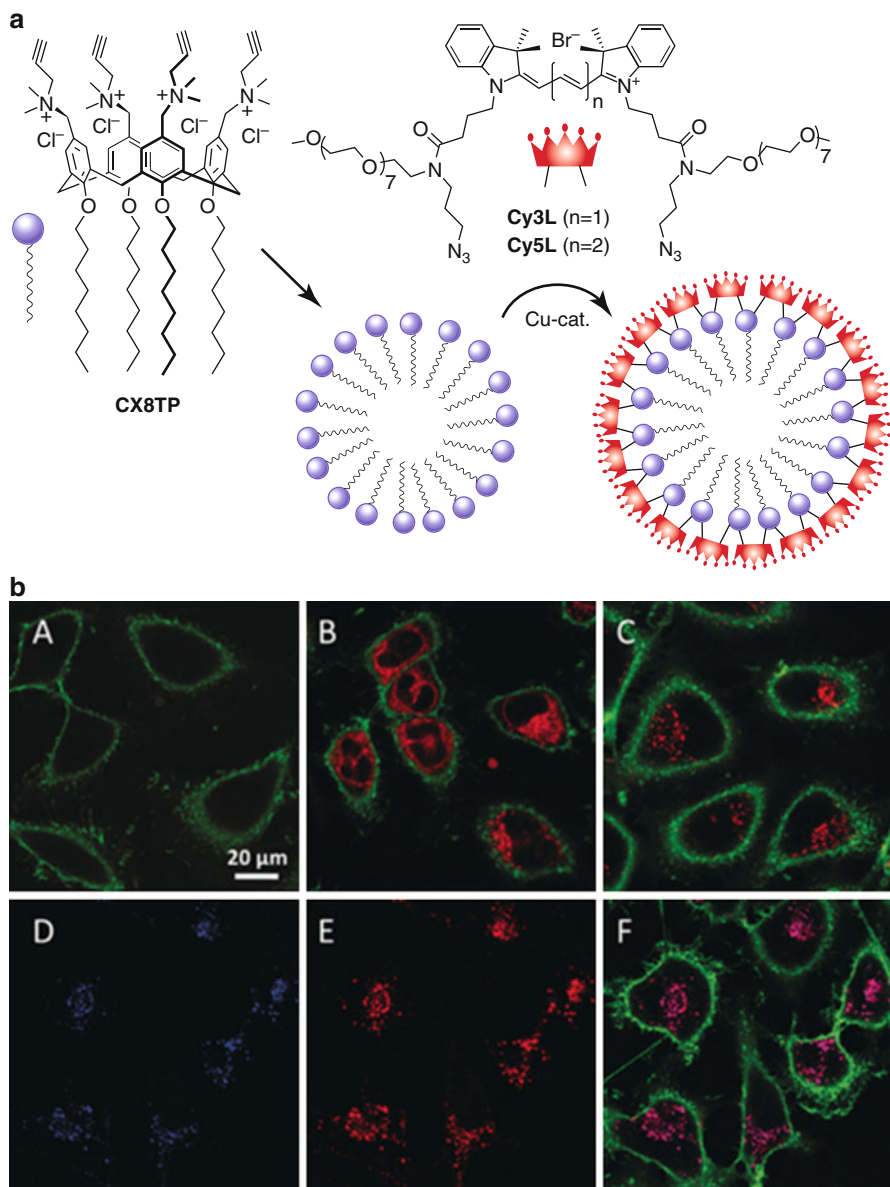 a
Br⁻
N⁺ N⁺ N⁺ N⁺
Cl⁻ Cl⁻ Cl⁻ Cl⁻
N N⁺
n
O O O O
O O
O O O O
7 N N 7
N₃ N₃
Cy3L (n=1)
Cy5L (n=2)
Cu-cat.
CX8TP
b
A B C
20 µm
D E F